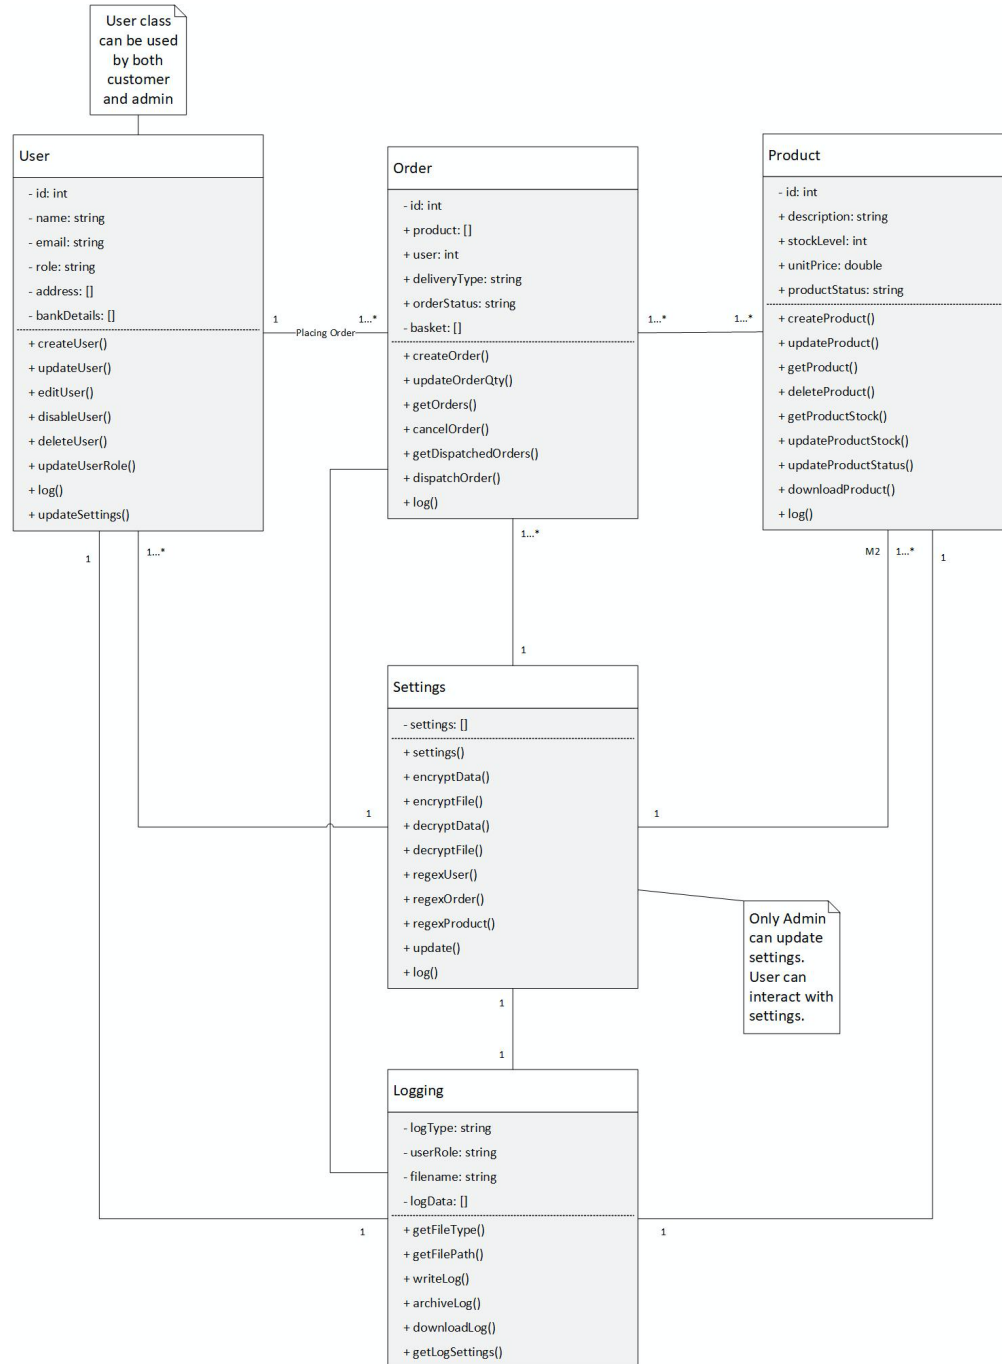 User class
can be used
by both
customer
and admin
User
- id: int
- name: string
- email: string
- role: string
- address: []
- bankDetails: []
+ createUser()
+ updateUser()
+ editUser()
+ disableUser()
+ deleteUser()
+ updateUserRole()
+ log()
+ updateSettings()
1
1...*
Placing Order
Order
- id: int
+ product: []
+ user: int
+ deliveryType: string
+ orderStatus: string
- basket: []
+ createOrder()
+ updateOrderQty()
+ getOrders()
+ cancelOrder()
+ getDispatchedOrders()
+ dispatchOrder()
+ log()
1...*
1...*
Product
- id: int
+ description: string
+ stockLevel: int
+ unitPrice: double
+ productStatus: string
+ createProduct()
+ updateProduct()
+ getProduct()
+ deleteProduct()
+ getProductStock()
+ updateProductStock()
+ updateProductStatus()
+ downloadProduct()
+ log()
1
1...*
1...*
M2
1...*
1
1
Settings
- settings: []
+ settings()
+ encryptData()
+ encryptFile()
+ decryptData()
+ decryptFile()
+ regexUser()
+ regexOrder()
+ regexProduct()
+ update()
+ log()
1
1
Only Admin
can update
settings.
User can
interact with
settings.
1
1
Logging
- logType: string
- userRole: string
- filename: string
- logData: []
+ getFileType()
+ getFilePath()
+ writeLog()
+ archiveLog()
+ downloadLog()
+ getLogSettings()
1
1